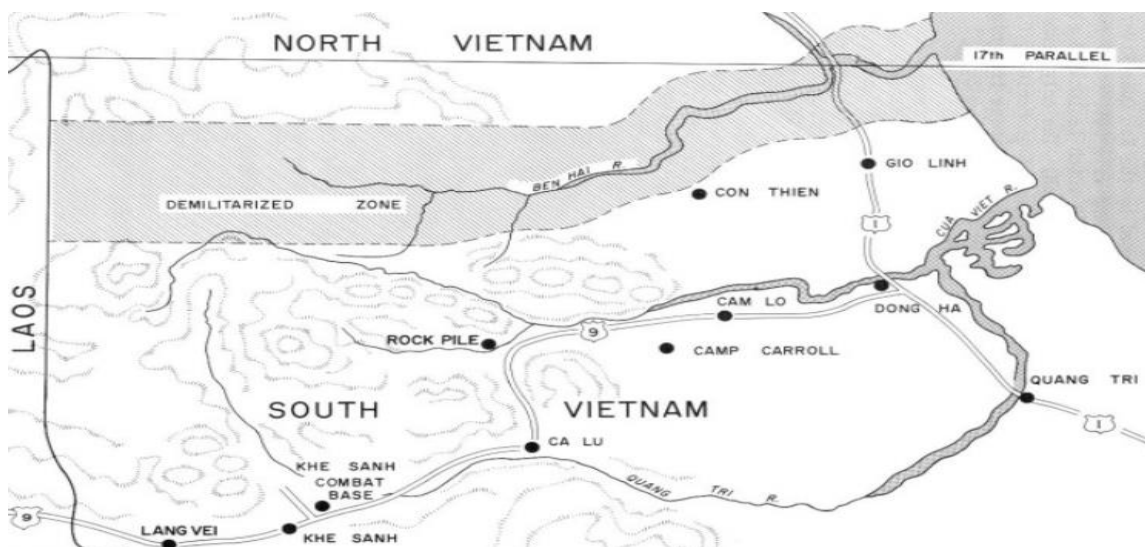 NORTH VIETNAM
17th PARALLEL
GIO LINH
BEN HAI R.
CON THIEN
DEMILITARIZED ZONE
1
CUA VIET R.
LAOS
CAM LO
DONG HA
ROCK PILE
9
CAMP CARROLL
QUANG TRI
SOUTH VIETNAM
1
CA LU
KHE SANH
COMBAT
BASE
QUANG TRI R.
9
LANG VEI
KHE SANH